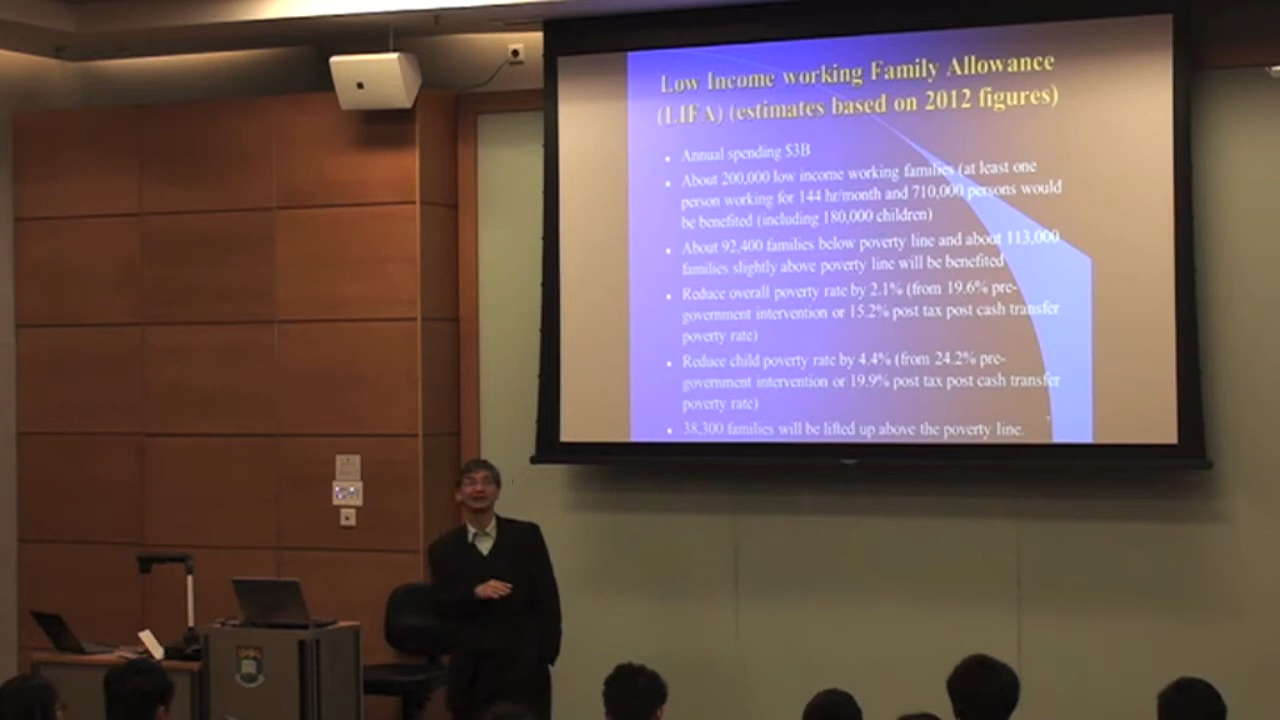 Low Income working Family Allowance
(LIFA) (estimates based on 2012 figures)
• Annual spending $3B
• About 200,000 low income working families (at least one
person working for 144 hr/month and 710,000 persons would
be benefited (including 180,000 children)
• About 92,400 families below poverty line and about 113,000
families slightly above poverty line will be benefited
• Reduce overall poverty rate by 2.1% (from 19.6% pre-
government intervention or 15.2% post tax post cash transfer
poverty rate)
• Reduce child poverty rate by 4.4% (from 24.2% pre-
government intervention or 19.9% post tax post cash transfer
poverty rate)
• 38,300 families will be lifted up above the poverty line.